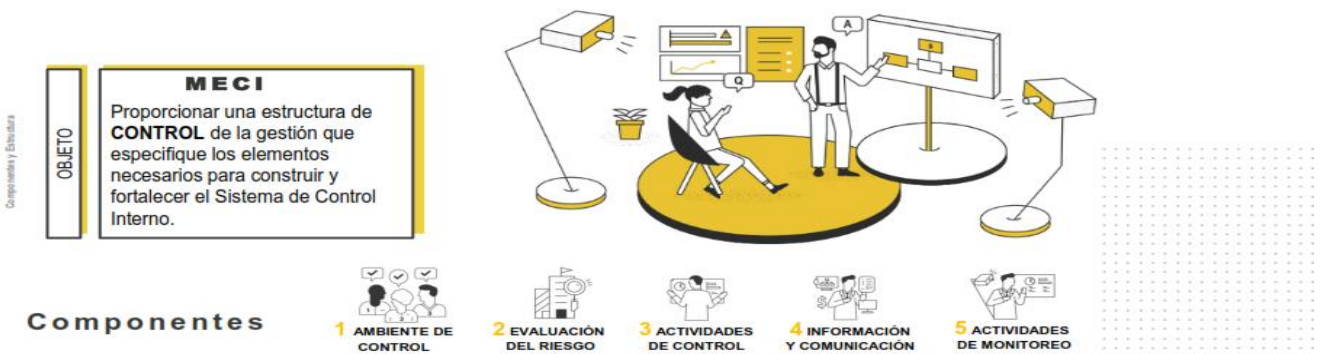 Componentes y Estructura
OBJETO
MECI
Proporcionar una estructura de
CONTROL de la gestión que
especifique los elementos
necesarios para construir y
fortalecer el Sistema de Control
Interno.
Q
A
$
Componentes
1 AMBIENTE DE
CONTROL
2 EVALUACIÓN
DEL RIESGO
3 ACTIVIDADES
DE CONTROL
4 INFORMACIÓN
Y COMUNICACIÓN
5 ACTIVIDADES
DE MONITOREO